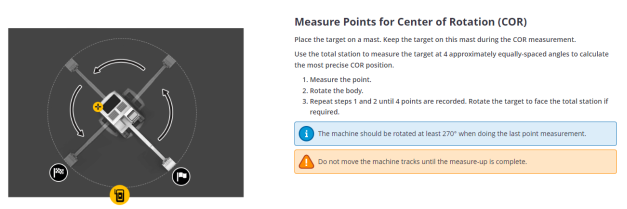 Measure Points for Center of Rotation (COR)
Place the target on a mast. Keep the target on this mast during the COR measurement.
Use the total station to measure the target at 4 approximately equally-spaced angles to calculate
the most precise COR position.
1. Measure the point.
2. Rotate the body.
3. Repeat steps 1 and 2 until 4 points are recorded. Rotate the target to face the total station if
required.
The machine should be rotated at least 270° when doing the last point measurement.
Do not move the machine tracks until the measure-up is complete.